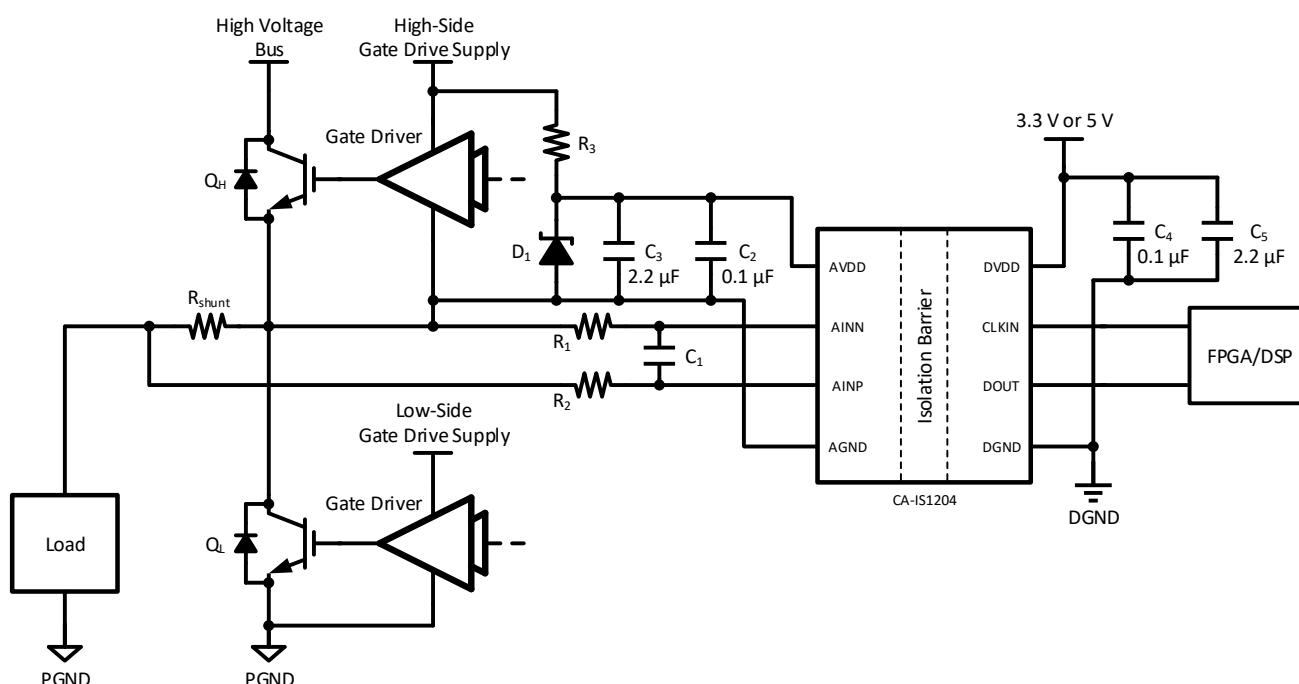 High Voltage
Bus
High-Side
Gate Drive Supply
Gate Driver
R3
3.3 V or 5 V
QH
D1
C3
2.2 µF
C2
0.1 µF
C4
0.1 µF
C5
2.2 µF
AVDD
DVDD
Rshunt
R1
C1
R2
AINN
AINP
AGND
Isolation Barrier
CLKIN
DOUT
DGND
FPGA/DSP
CA-IS1204
DGND
Low-Side
Gate Drive Supply
Gate Driver
QL
Load
PGND
PGND